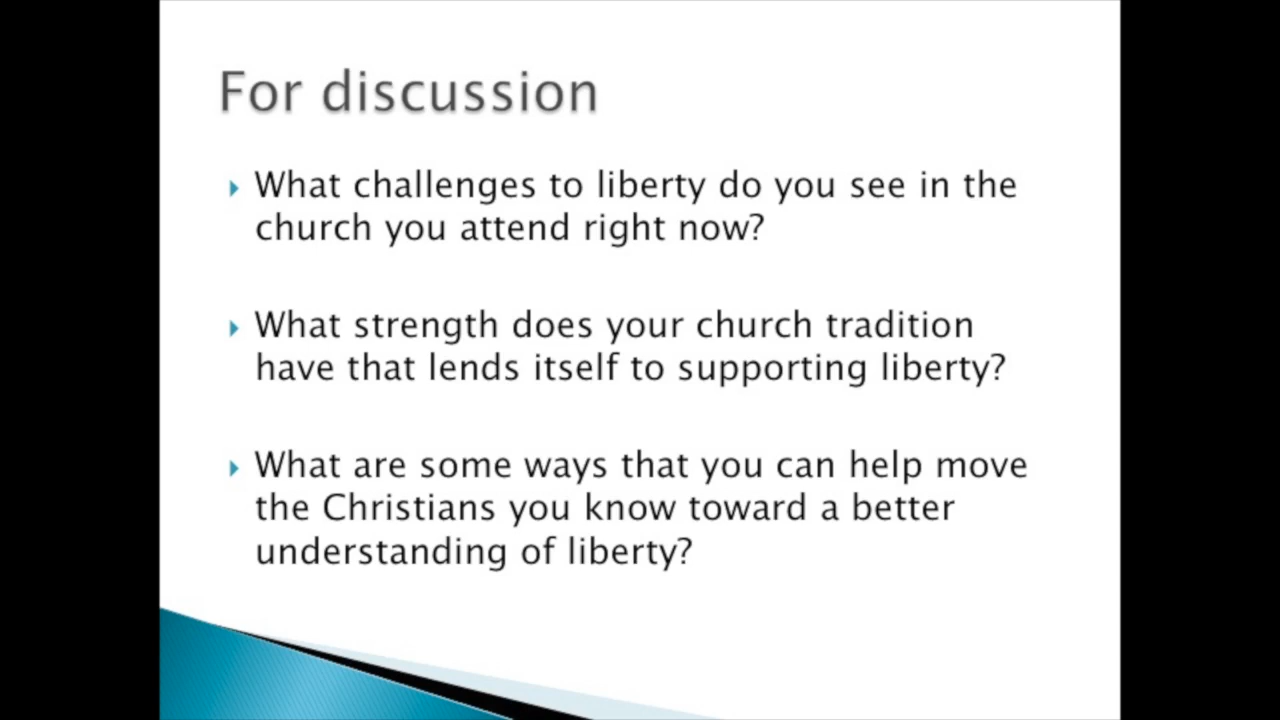 For discussion
What challenges to liberty do you see in the
church you attend right now?
What strength does your church tradition
have that lends itself to supporting liberty?
What are some ways that you can help move
the Christians you know toward a better
understanding of liberty?